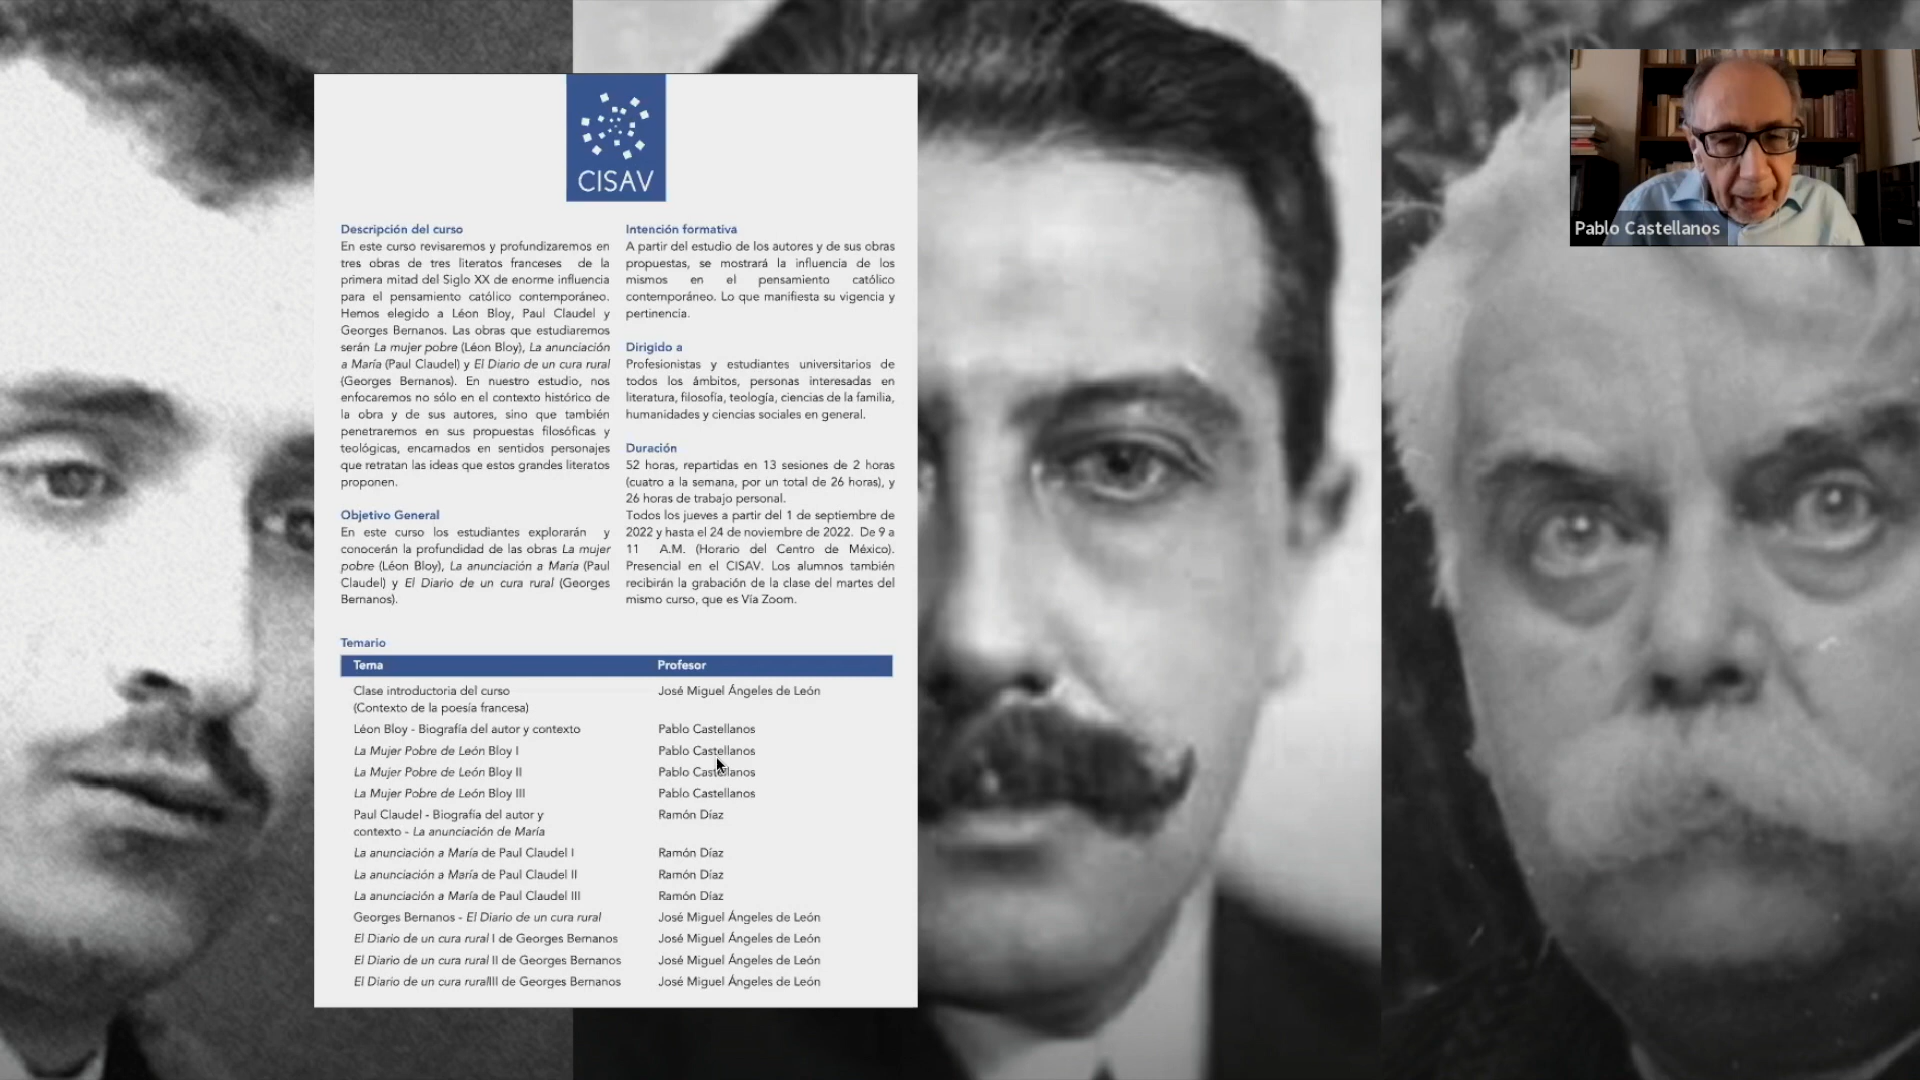 CISAV
Descripción del curso
En este curso revisaremos y profundizaremos en
tres obras de tres literatos franceses de la
primera mitad del Siglo XX de enorme influencia
para el pensamiento católico contemporáneo.
Hemos elegido a Léon Bloy, Paul Claudel y
Georges Bernanos. Las obras que estudiaremos
serán La mujer pobre (Léon Bloy), La anunciación
a María (Paul Claudel) y El Diario de un cura rural
(Georges Bernanos). En nuestro estudio, nos
enfocaremos no sólo en el contexto histórico de
la obra y de sus autores, sino que también
penetraremos en sus propuestas filosóficas y
teológicas, encarnados en sentidos personajes
que retratan las ideas que estos grandes literatos
proponen.
Objetivo General
En este curso los estudiantes explorarán y
conocerán la profundidad de las obras La mujer
pobre (Léon Bloy), La anunciación a María (Paul
Claudel) y El Diario de un cura rural (Georges
Bernanos).
Intención formativa
A partir del estudio de los autores y de sus obras
propuestas, se mostrará la influencia de los
mismos en el pensamiento católico
contemporáneo. Lo que manifiesta su vigencia y
pertinencia.
Dirigido a
Profesionistas y estudiantes universitarios de
todos los ámbitos, personas interesadas en
literatura, filosofía, teología, ciencias de la familia,
humanidades y ciencias sociales en general.
Duración
52 horas, repartidas en 13 sesiones de 2 horas
(cuatro a la semana, por un total de 26 horas), y
26 horas de trabajo personal.
Todos los jueves a partir del 1 de septiembre de
2022 y hasta el 24 de noviembre de 2022. De 9 a
11 A.M. (Horario del Centro de México).
Presencial en el CISAV. Los alumnos también
recibirán la grabación de la clase del martes del
mismo curso, que es Vía Zoom.
Temario
Tema Profesor
Clase introductoria del curso José Miguel Ángeles de León
(Contexto de la poesía francesa)
Léon Bloy - Biografía del autor y contexto Pablo Castellanos
La Mujer Pobre de León Bloy I Pablo Castellanos
La Mujer Pobre de León Bloy II Pablo Castellanos
La Mujer Pobre de León Bloy III Pablo Castellanos
Paul Claudel - Biografía del autor y Ramón Díaz
contexto - La anunciación de María
La anunciación a María de Paul Claudel I Ramón Díaz
La anunciación a María de Paul Claudel II Ramón Díaz
La anunciación a María de Paul Claudel III Ramón Díaz
Georges Bernanos - El Diario de un cura rural José Miguel Ángeles de León
El Diario de un cura rural I de Georges Bernanos José Miguel Ángeles de León
El Diario de un cura rural II de Georges Bernanos José Miguel Ángeles de León
El Diario de un cura ruralIII de Georges Bernanos José Miguel Ángeles de León
Pablo Castellanos